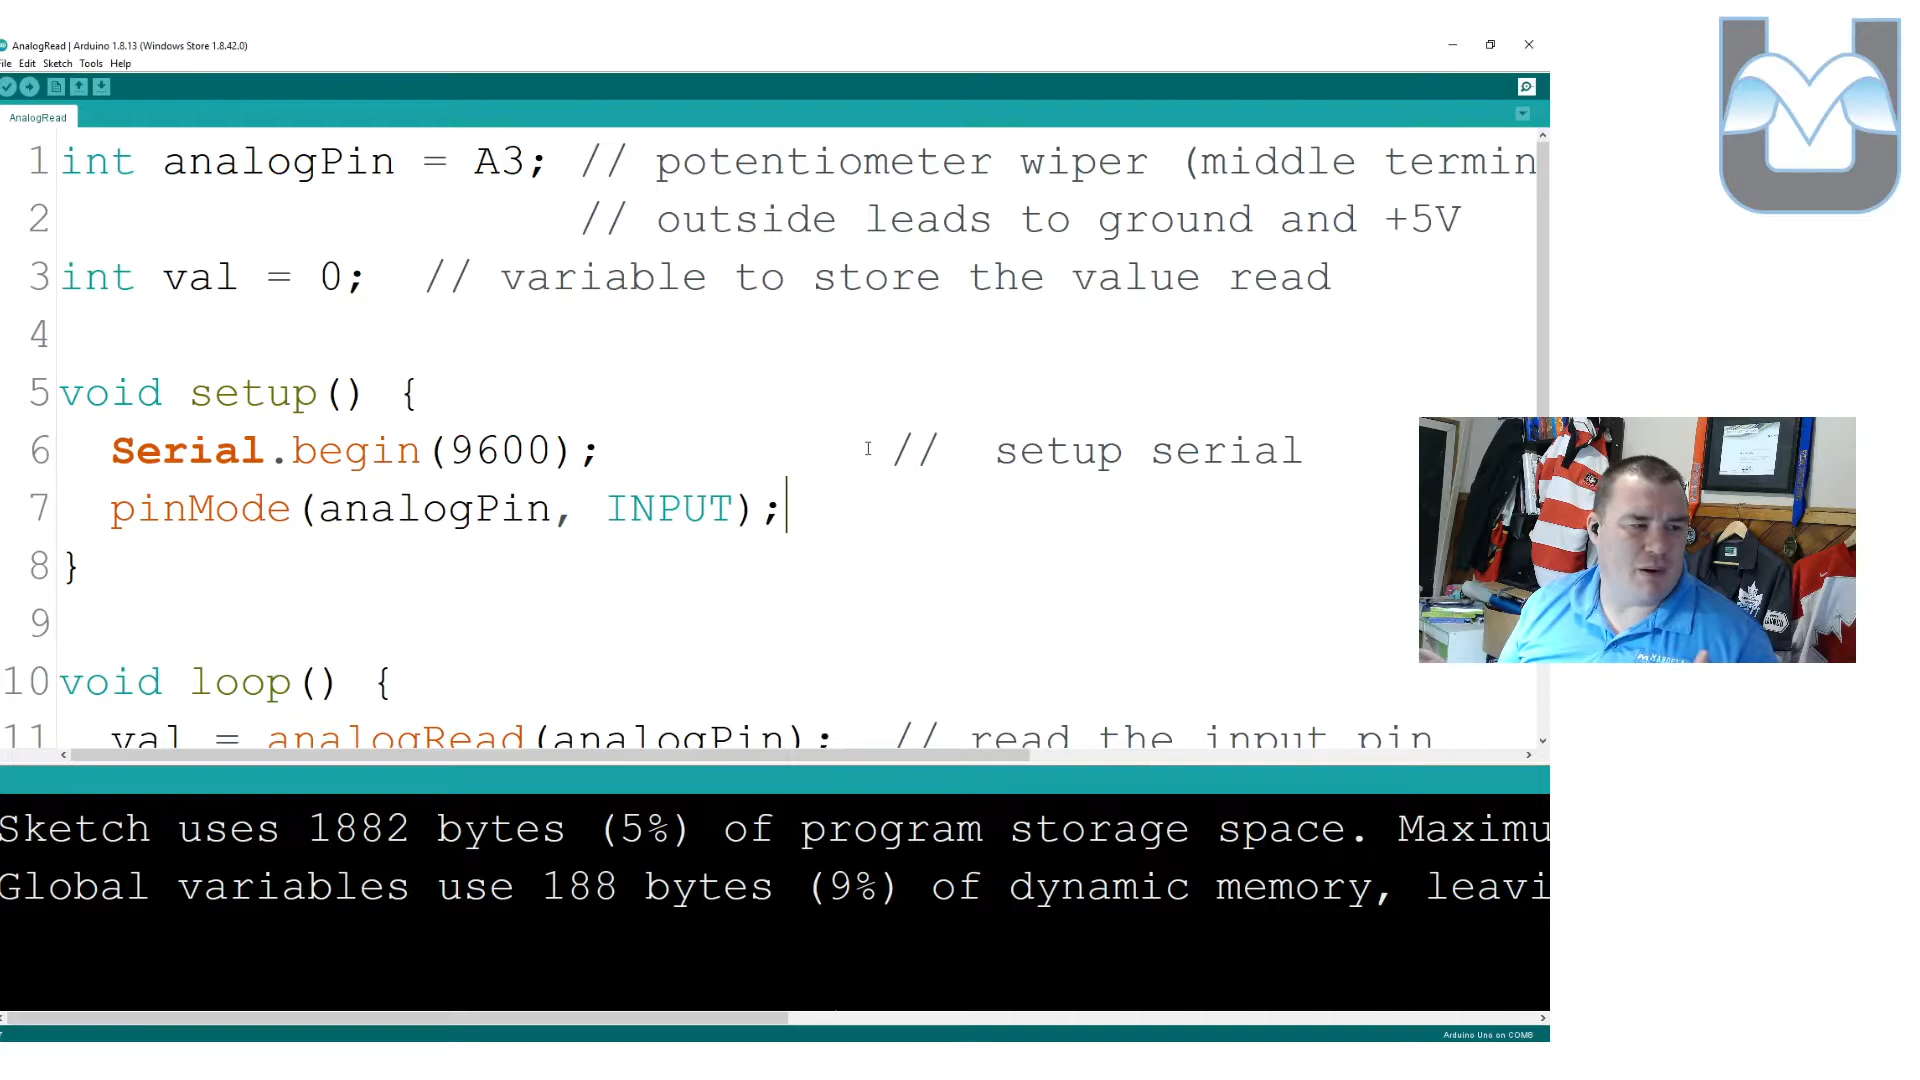 AnalogRead | Arduino 1.8.13 (Windows Store 1.8.42.0)
File Edit Sketch Tools Help
AnalogRead
1 int analogPin = A3; // potentiometer wiper (middle termin
2 // outside leads to ground and +5V
3 int val = 0; // variable to store the value read
4
5 void setup() {
6 Serial.begin(9600); // setup serial
7 pinMode(analogPin, INPUT);
8 }
9
10 void loop() {
11 val = analogRead(analogPin); // read the input pin
Sketch uses 1882 bytes (5%) of program storage space. Maximu
Global variables use 188 bytes (9%) of dynamic memory, leavi
Arduino Uno on COM8